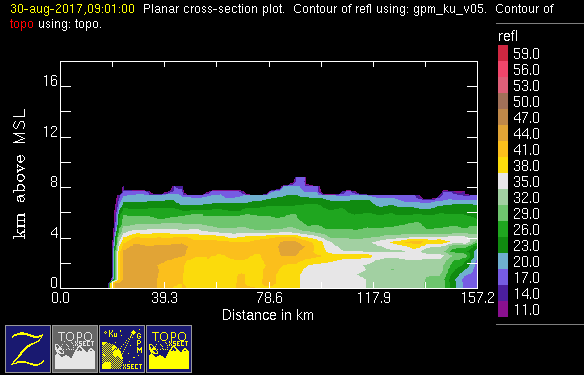 30-aug-2017,09:01:00 Planar cross-section plot. Contour of refl using: gpm_ku_v05. Contour of
topo using: topo.
refl
59.0
56.0
53.0
50.0
47.0
44.0
41.0
38.0
35.0
32.0
29.0
26.0
23.0
20.0
17.0
14.0
11.0
km above MSL
16
12
8
4
0
0.0 39.3 78.6 117.9 157.2
Distance in km
Z
TOPO XSECT
"Ku" GPM XSECT
TOPO XSECT